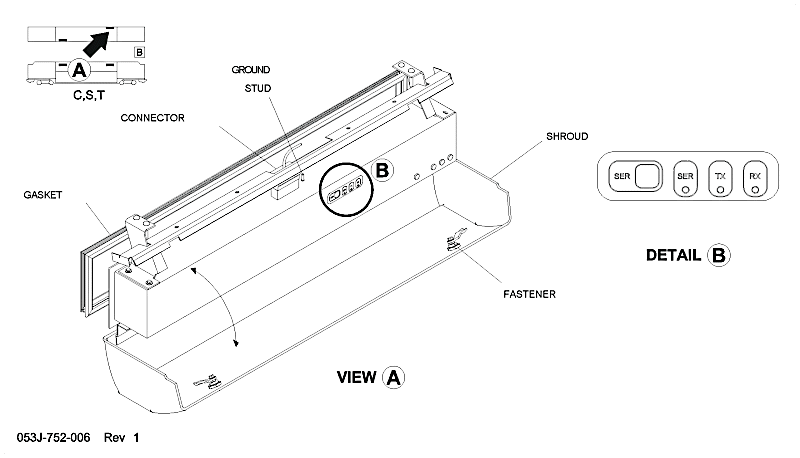 B
A
C,S,T
GROUND
STUD
CONNECTOR
SHROUD
B
GASKET
SER SER TX RX
DETAIL B
FASTENER
VIEW A
053J-752-006 Rev 1